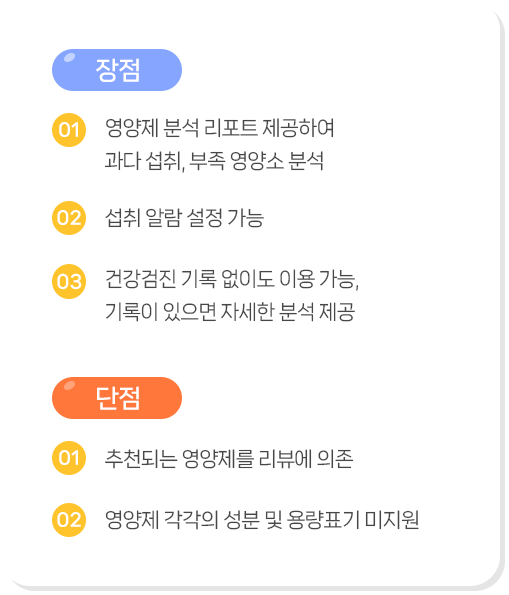 장점
01 영양제 분석 리포트 제공하여
과다 섭취, 부족 영양소 분석
02 섭취 알람 설정 가능
03 건강검진 기록 없이도 이용 가능,
기록이 있으면 자세한 분석 제공
단점
01 추천되는 영양제를 리뷰에 의존
02 영양제 각각의 성분 및 용량표기 미지원